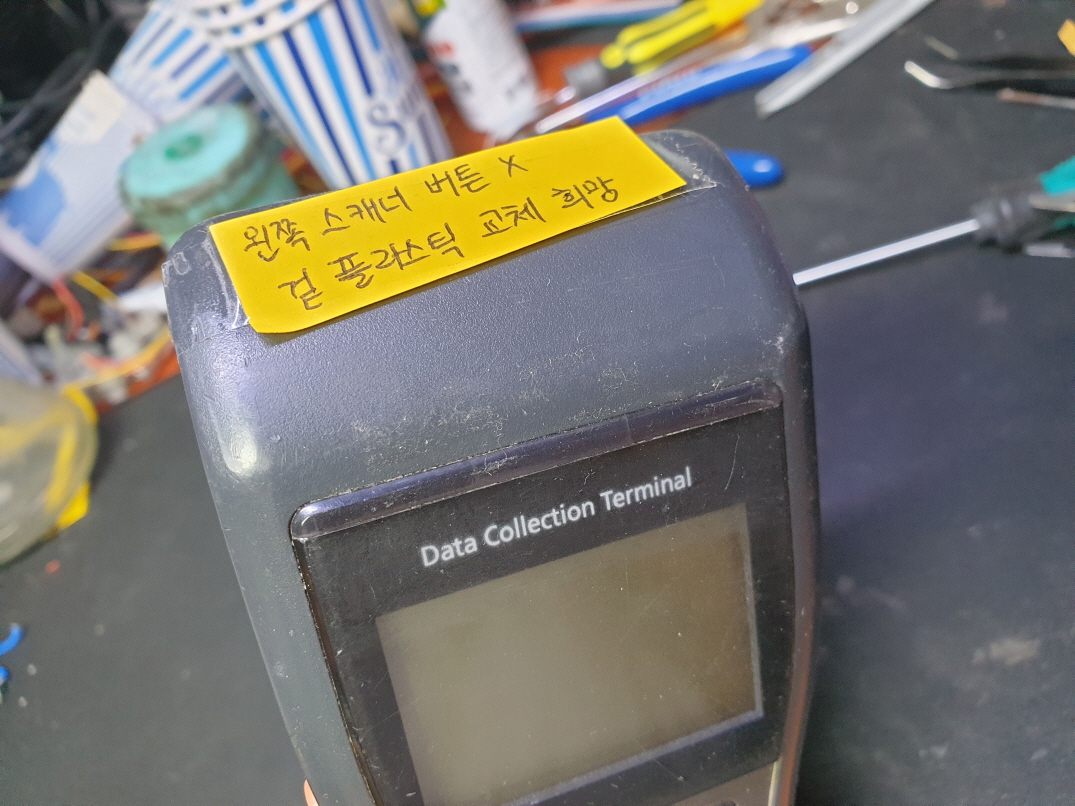 왼쪽 스캐너 버튼 X
겉 플라스틱 교체 희망
Data Collection Terminal